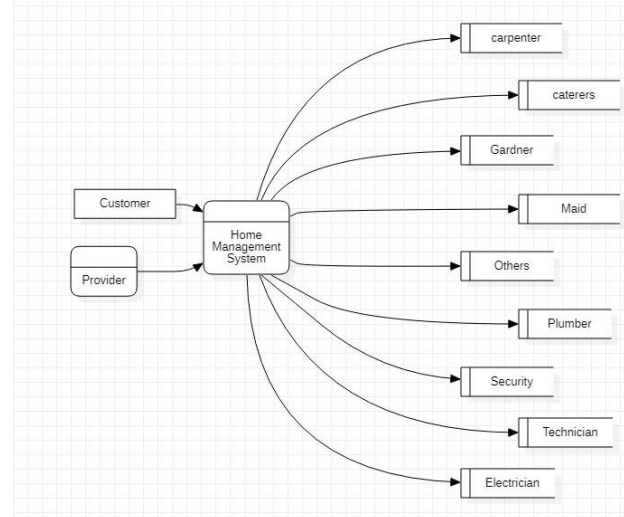 carpenter
caterers
Gardner
Customer
Maid
Home
Management
System
Provider
Others
Plumber
Security
Technician
Electrician